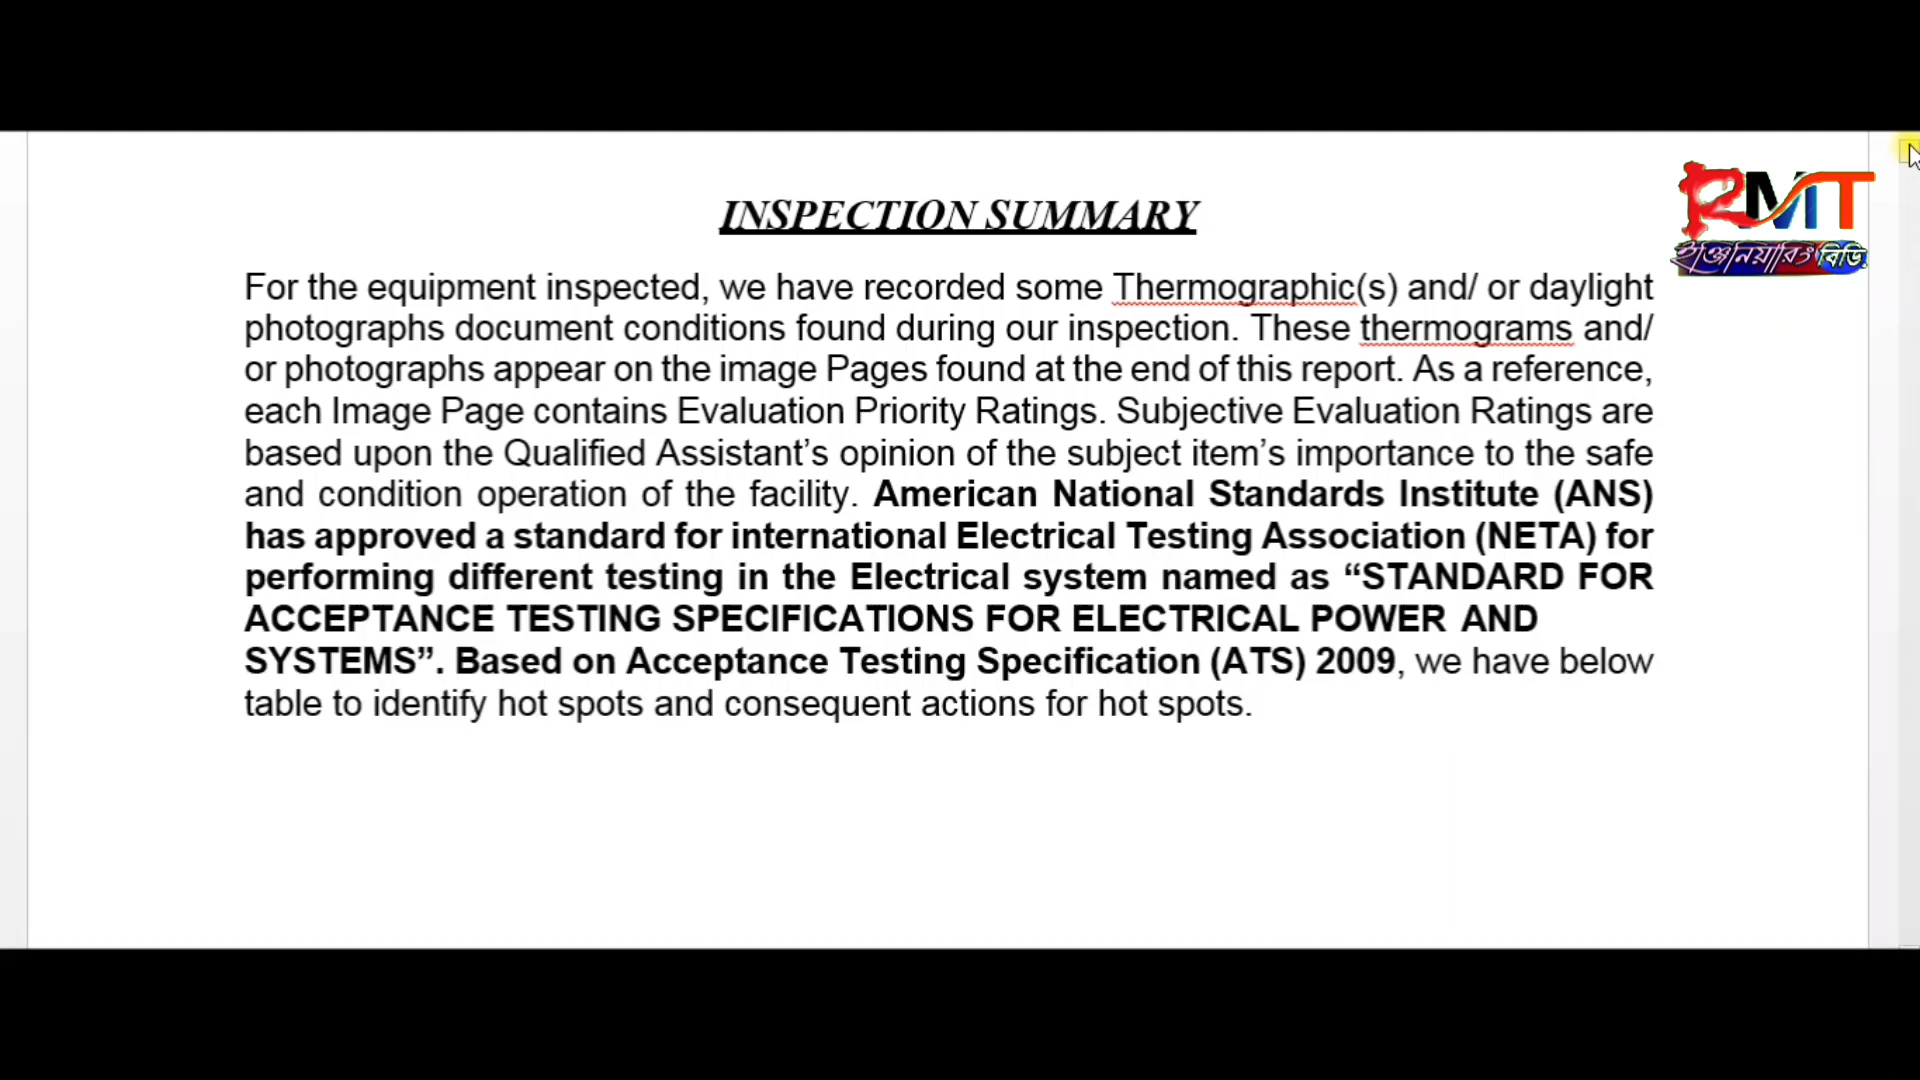 INSPECTION SUMMARY
RMT
ইঞ্জিনিয়ারিং বিডি
For the equipment inspected, we have recorded some Thermographic(s) and/ or daylight
photographs document conditions found during our inspection. These thermograms and/
or photographs appear on the image Pages found at the end of this report. As a reference,
each Image Page contains Evaluation Priority Ratings. Subjective Evaluation Ratings are
based upon the Qualified Assistant’s opinion of the subject item’s importance to the safe
and condition operation of the facility. American National Standards Institute (ANS)
has approved a standard for international Electrical Testing Association (NETA) for
performing different testing in the Electrical system named as “STANDARD FOR
ACCEPTANCE TESTING SPECIFICATIONS FOR ELECTRICAL POWER AND
SYSTEMS”. Based on Acceptance Testing Specification (ATS) 2009, we have below
table to identify hot spots and consequent actions for hot spots.